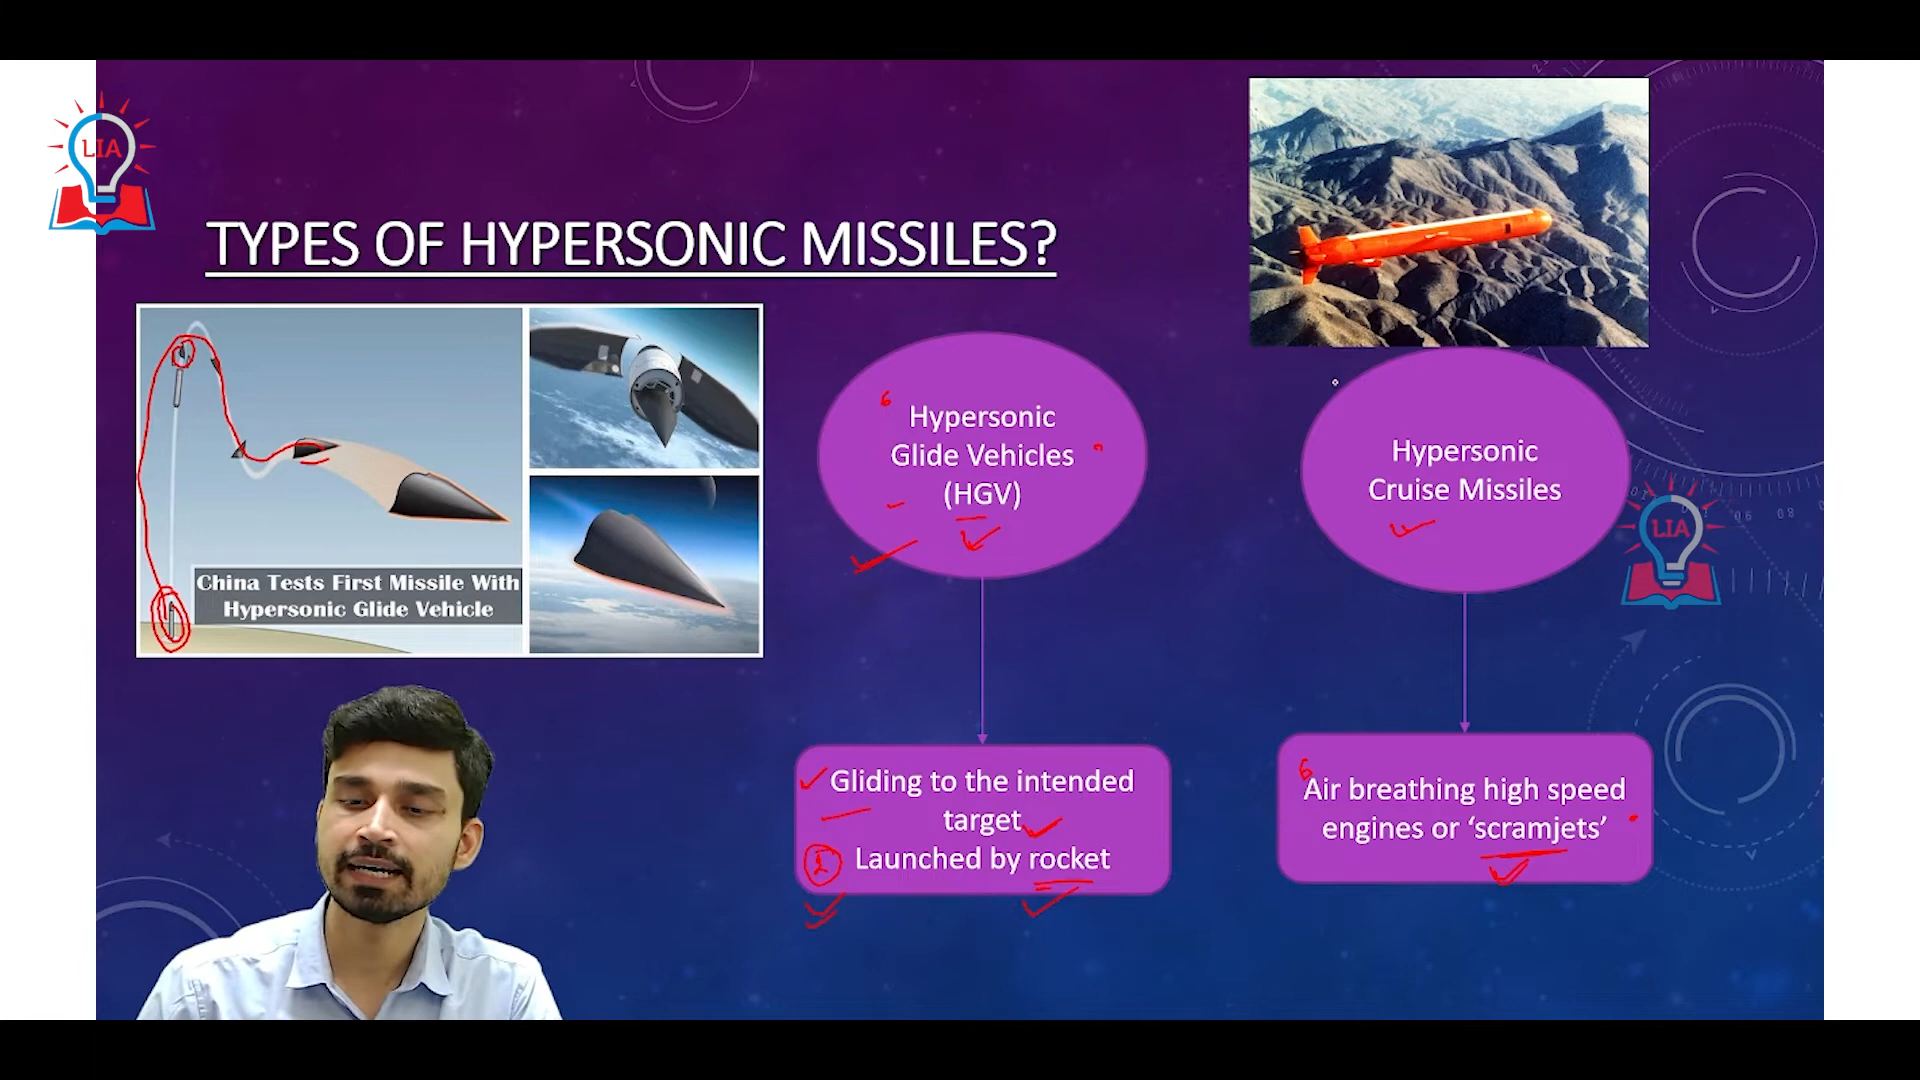 LIA
TYPES OF HYPERSONIC MISSILES?
China Tests First Missile With
Hypersonic Glide Vehicle
Hypersonic
Glide Vehicles
(HGV)
Hypersonic
Cruise Missiles
LIA
Gliding to the intended
target
Launched by rocket
Air breathing high speed
engines or ‘scramjets’